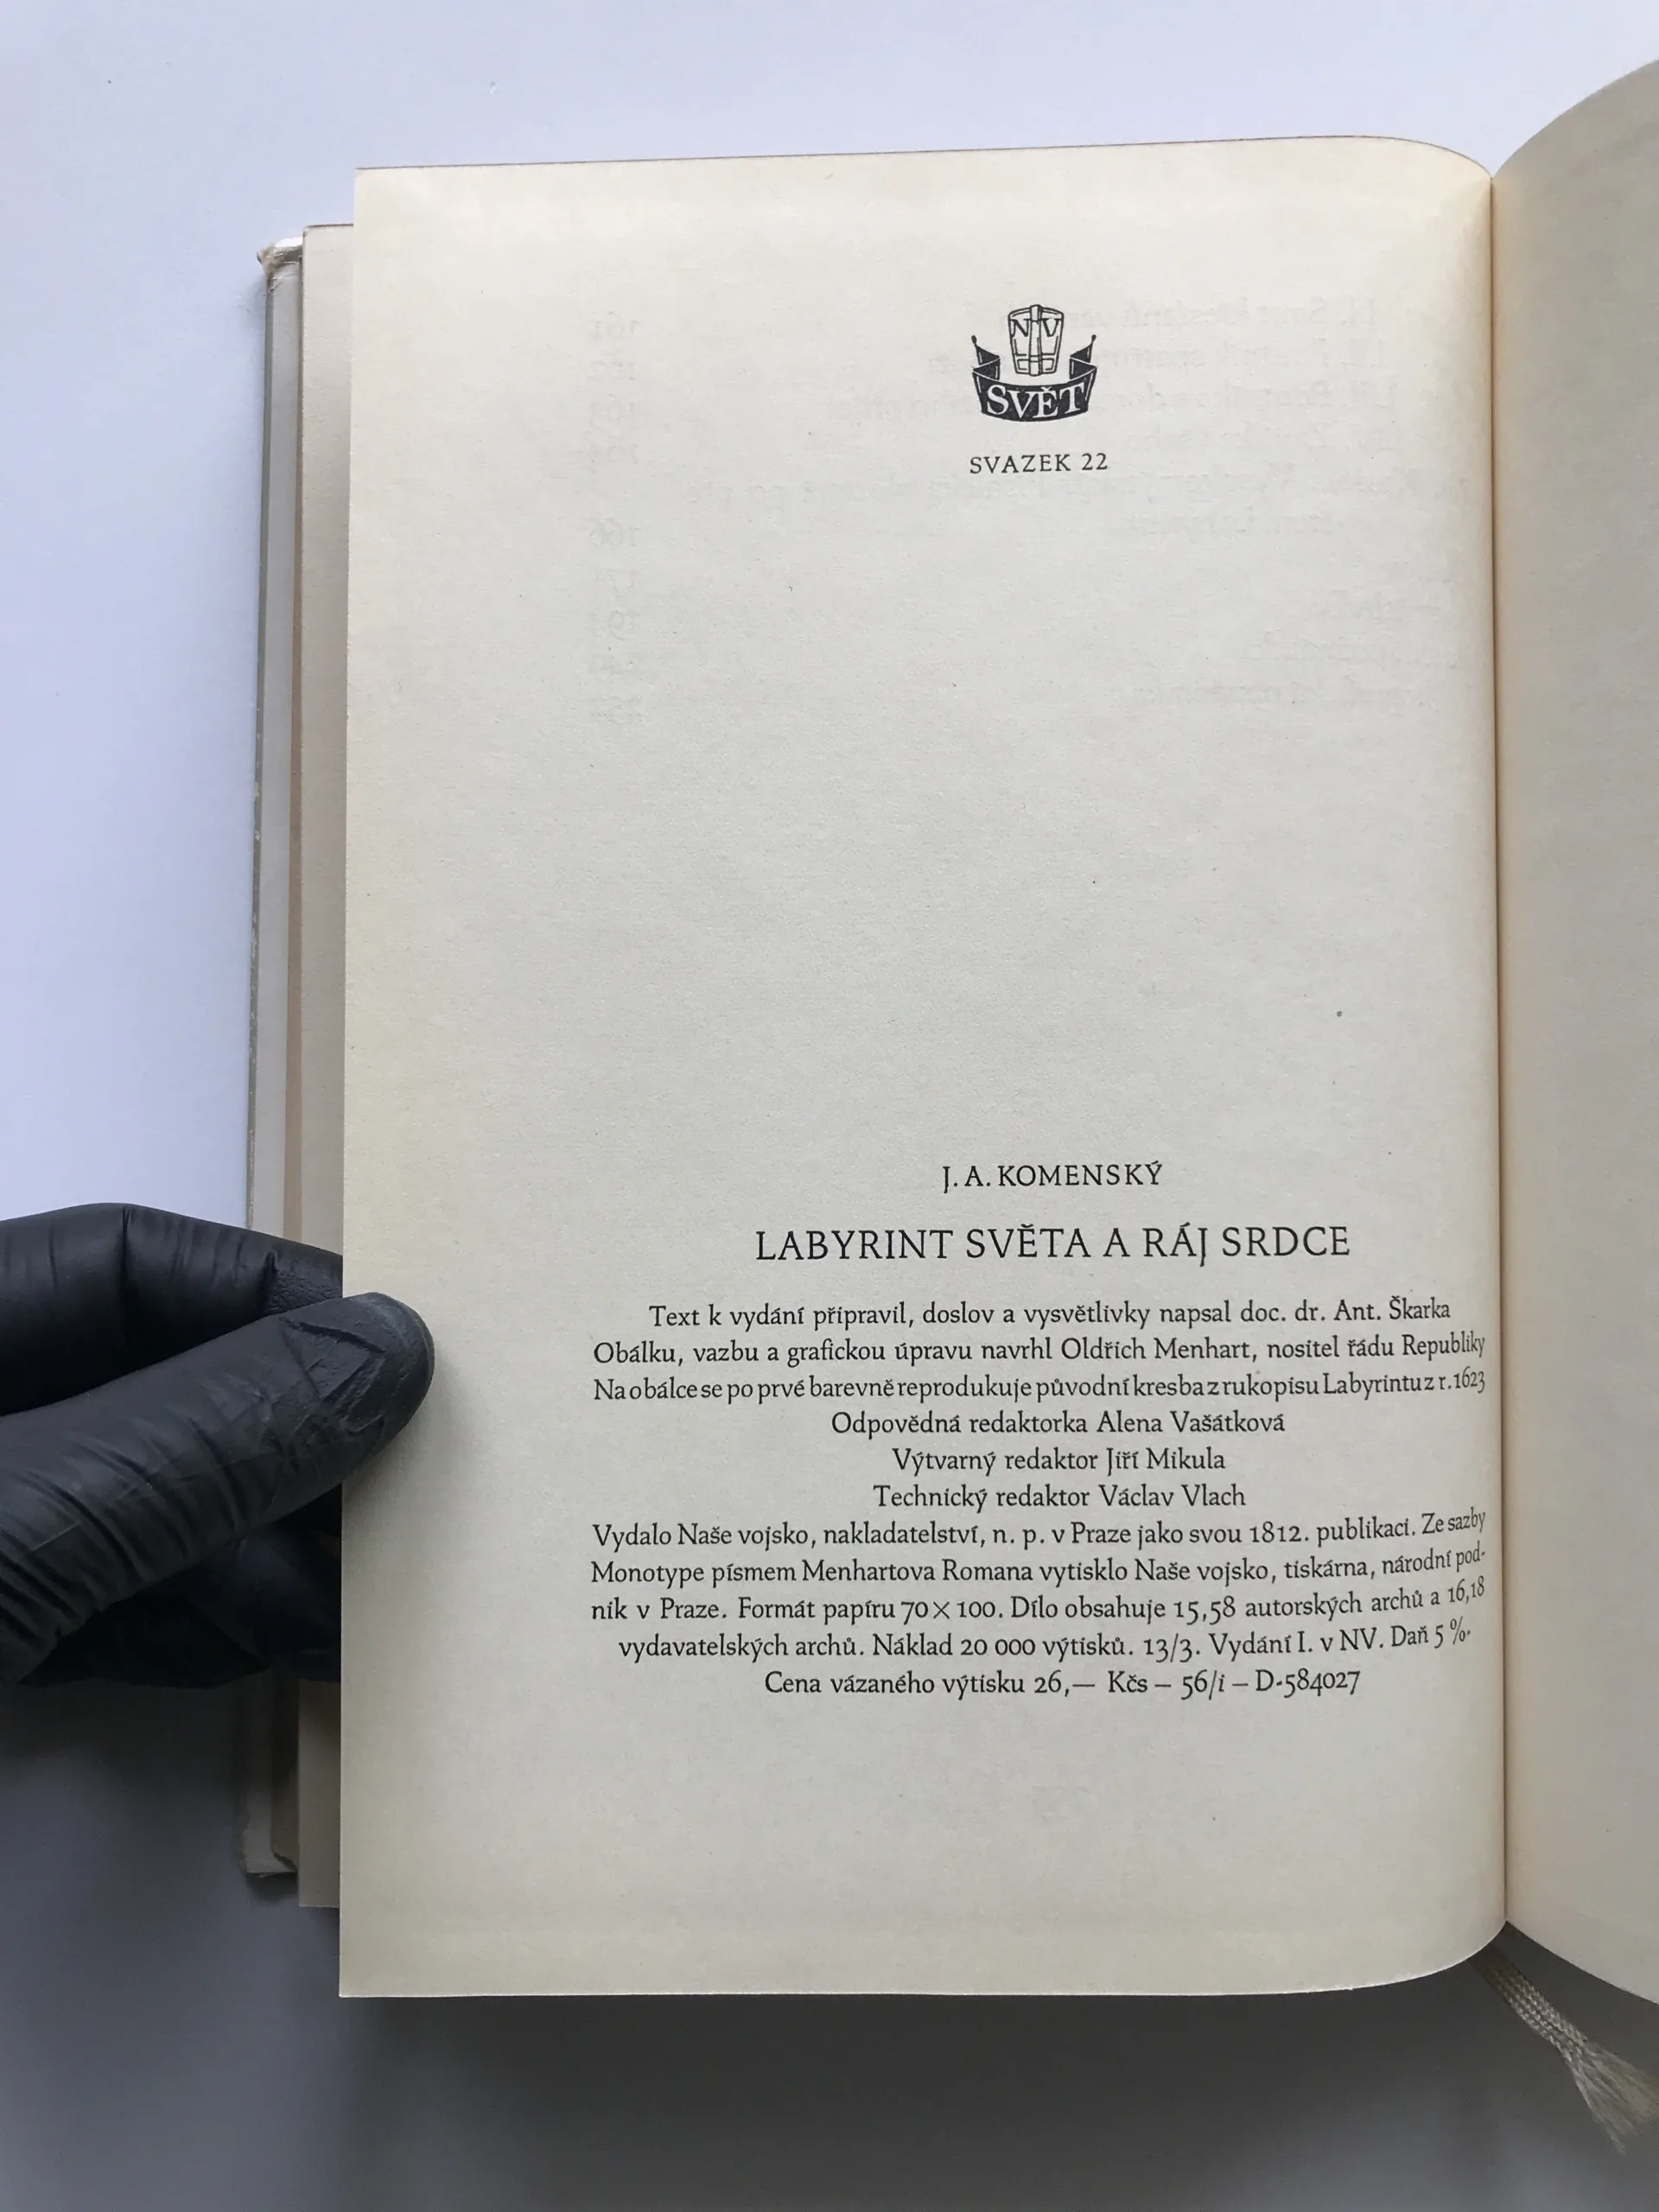 NV
SVĚT
SVAZEK 22
J. A. KOMENSKÝ
LABYRINT SVĚTA A RÁJ SRDCE
Text k vydání připravil, doslov a vysvětlivky napsal doc. dr. Ant. Škarka
Obálku, vazbu a grafickou úpravu navrhl Oldřich Menhart, nositel řádu Republiky
Na obálce se po prvé barevně reprodukuje původní kresba z rukopisu Labyrintu z r. 1623
Odpovědná redaktorka Alena Vašátková
Výtvarný redaktor Jiří Mikula
Technický redaktor Václav Vlach
Vydalo Naše vojsko, nakladatelství, n. p. v Praze jako svou 1812. publikaci. Ze sazby
Monotype písmem Menhartova Romana vytisklo Naše vojsko, tiskárna, národní pod-
nik v Praze. Formát papíru 70 × 100. Dílo obsahuje 15,58 autorských archů a 16,18
vydavatelských archů. Náklad 20 000 výtisků. 13/3. Vydání I. v NV. Daň 5 %.
Cena vázaného výtisku 26,— Kčs – 56/i – D-584027